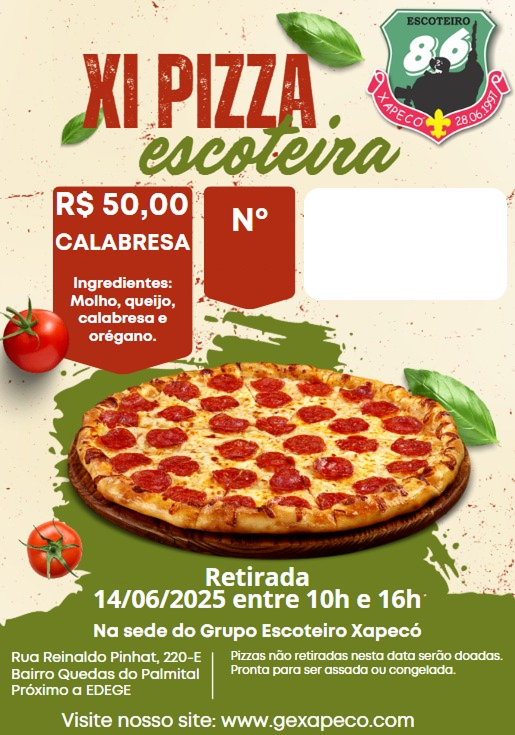 ESCOTEIRO
86
XAPECÓ 28.06.1997
XI PIZZA
escoteira
R$ 50,00
CALABRESA
Ingredientes:
Molho, queijo,
calabresa e
orégano.
Nº
Retirada
14/06/2025 entre 10h e 16h
Na sede do Grupo Escoteiro Xapecó
Rua Reinaldo Pinhat, 220-E
Bairro Quedas do Palmital
Próximo a EDEGE
Pizzas não retiradas nesta data serão doadas.
Pronta para ser assada ou congelada.
Visite nosso site: www.gexapeco.com